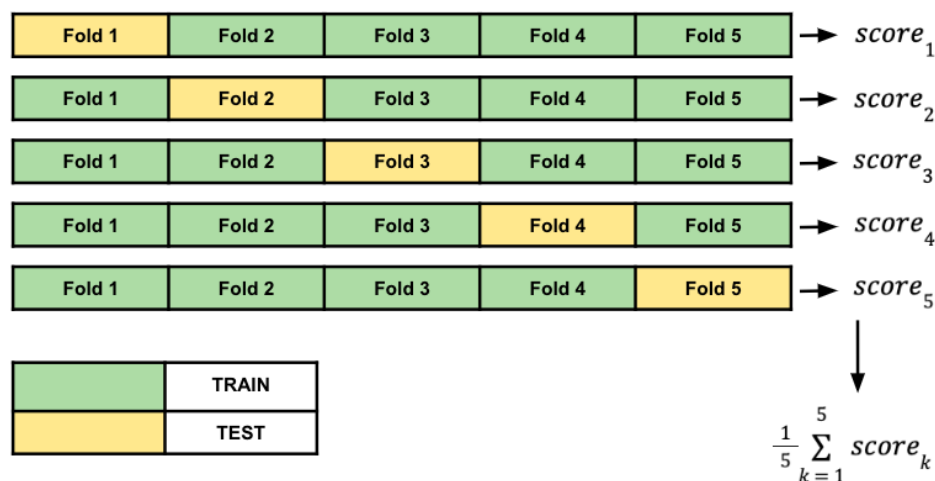 Fold 1 Fold 2 Fold 3 Fold 4 Fold 5 → score₁
Fold 1 Fold 2 Fold 3 Fold 4 Fold 5 → score₂
Fold 1 Fold 2 Fold 3 Fold 4 Fold 5 → score₃
Fold 1 Fold 2 Fold 3 Fold 4 Fold 5 → score₄
Fold 1 Fold 2 Fold 3 Fold 4 Fold 5 → score₅
TRAIN
TEST
1/5 ∑_{k = 1}^{5} score_k